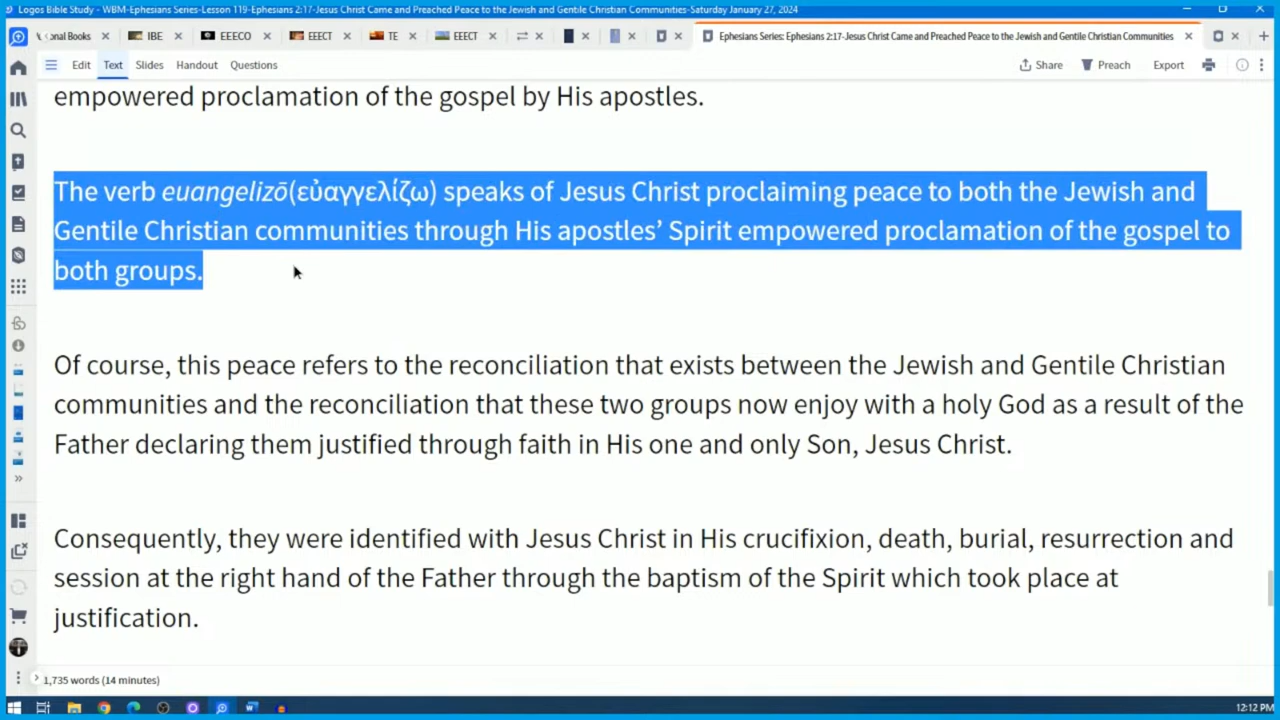 Logos Bible Study - WBM-Ephesians Series-Lesson 119-Ephesians 2:17-Jesus Christ Came and Preached Peace to the Jewish and Gentile Christian Communities-Saturday January 27, 2024
onal Books IBE EEECO EEECT TE EEECT Ephesians Series: Ephesians 2:17-Jesus Christ Came and Preached Peace to the Jewish and Gentile Christian Communities
Edit Text Slides Handout Questions Share Preach Export
empowered proclamation of the gospel by His apostles.
The verb euangelizō(εὐαγγελίζω) speaks of Jesus Christ proclaiming peace to both the Jewish and
Gentile Christian communities through His apostles’ Spirit empowered proclamation of the gospel to
both groups.
Of course, this peace refers to the reconciliation that exists between the Jewish and Gentile Christian
communities and the reconciliation that these two groups now enjoy with a holy God as a result of the
Father declaring them justified through faith in His one and only Son, Jesus Christ.
Consequently, they were identified with Jesus Christ in His crucifixion, death, burial, resurrection and
session at the right hand of the Father through the baptism of the Spirit which took place at
justification.
1,735 words (14 minutes)
12:12 PM